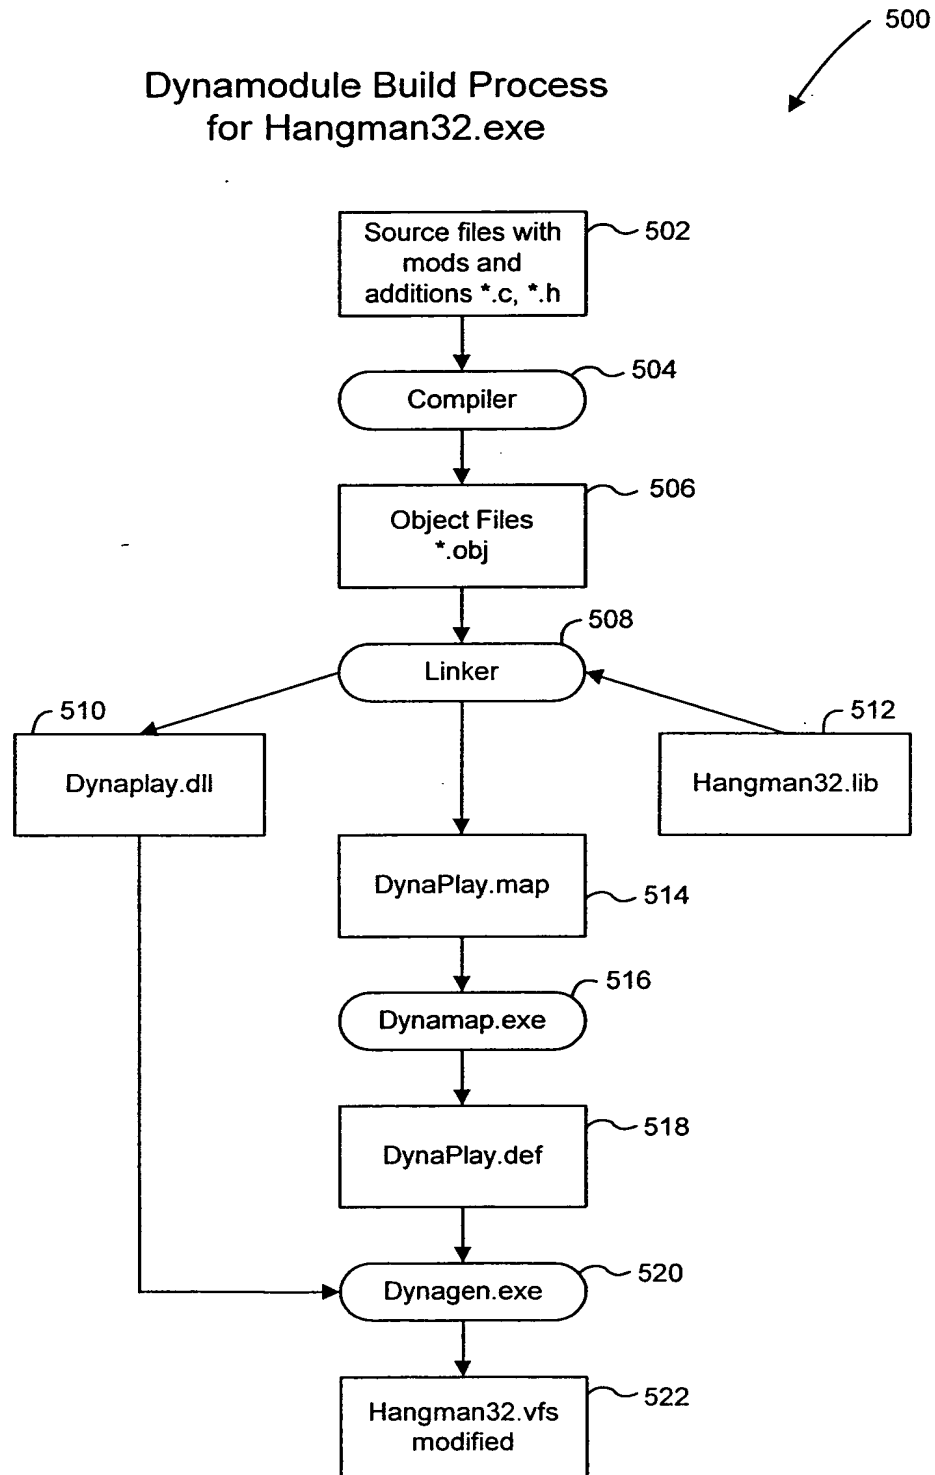 500
Dynamodule Build Process
for Hangman32.exe
Source files with
mods and
additions *.c, *.h
502
Compiler
504
Object Files
*.obj
506
Linker
508
510
Dynaplay.dll
512
Hangman32.lib
DynaPlay.map
514
Dynamap.exe
516
DynaPlay.def
518
Dynagen.exe
520
Hangman32.vfs
modified
522